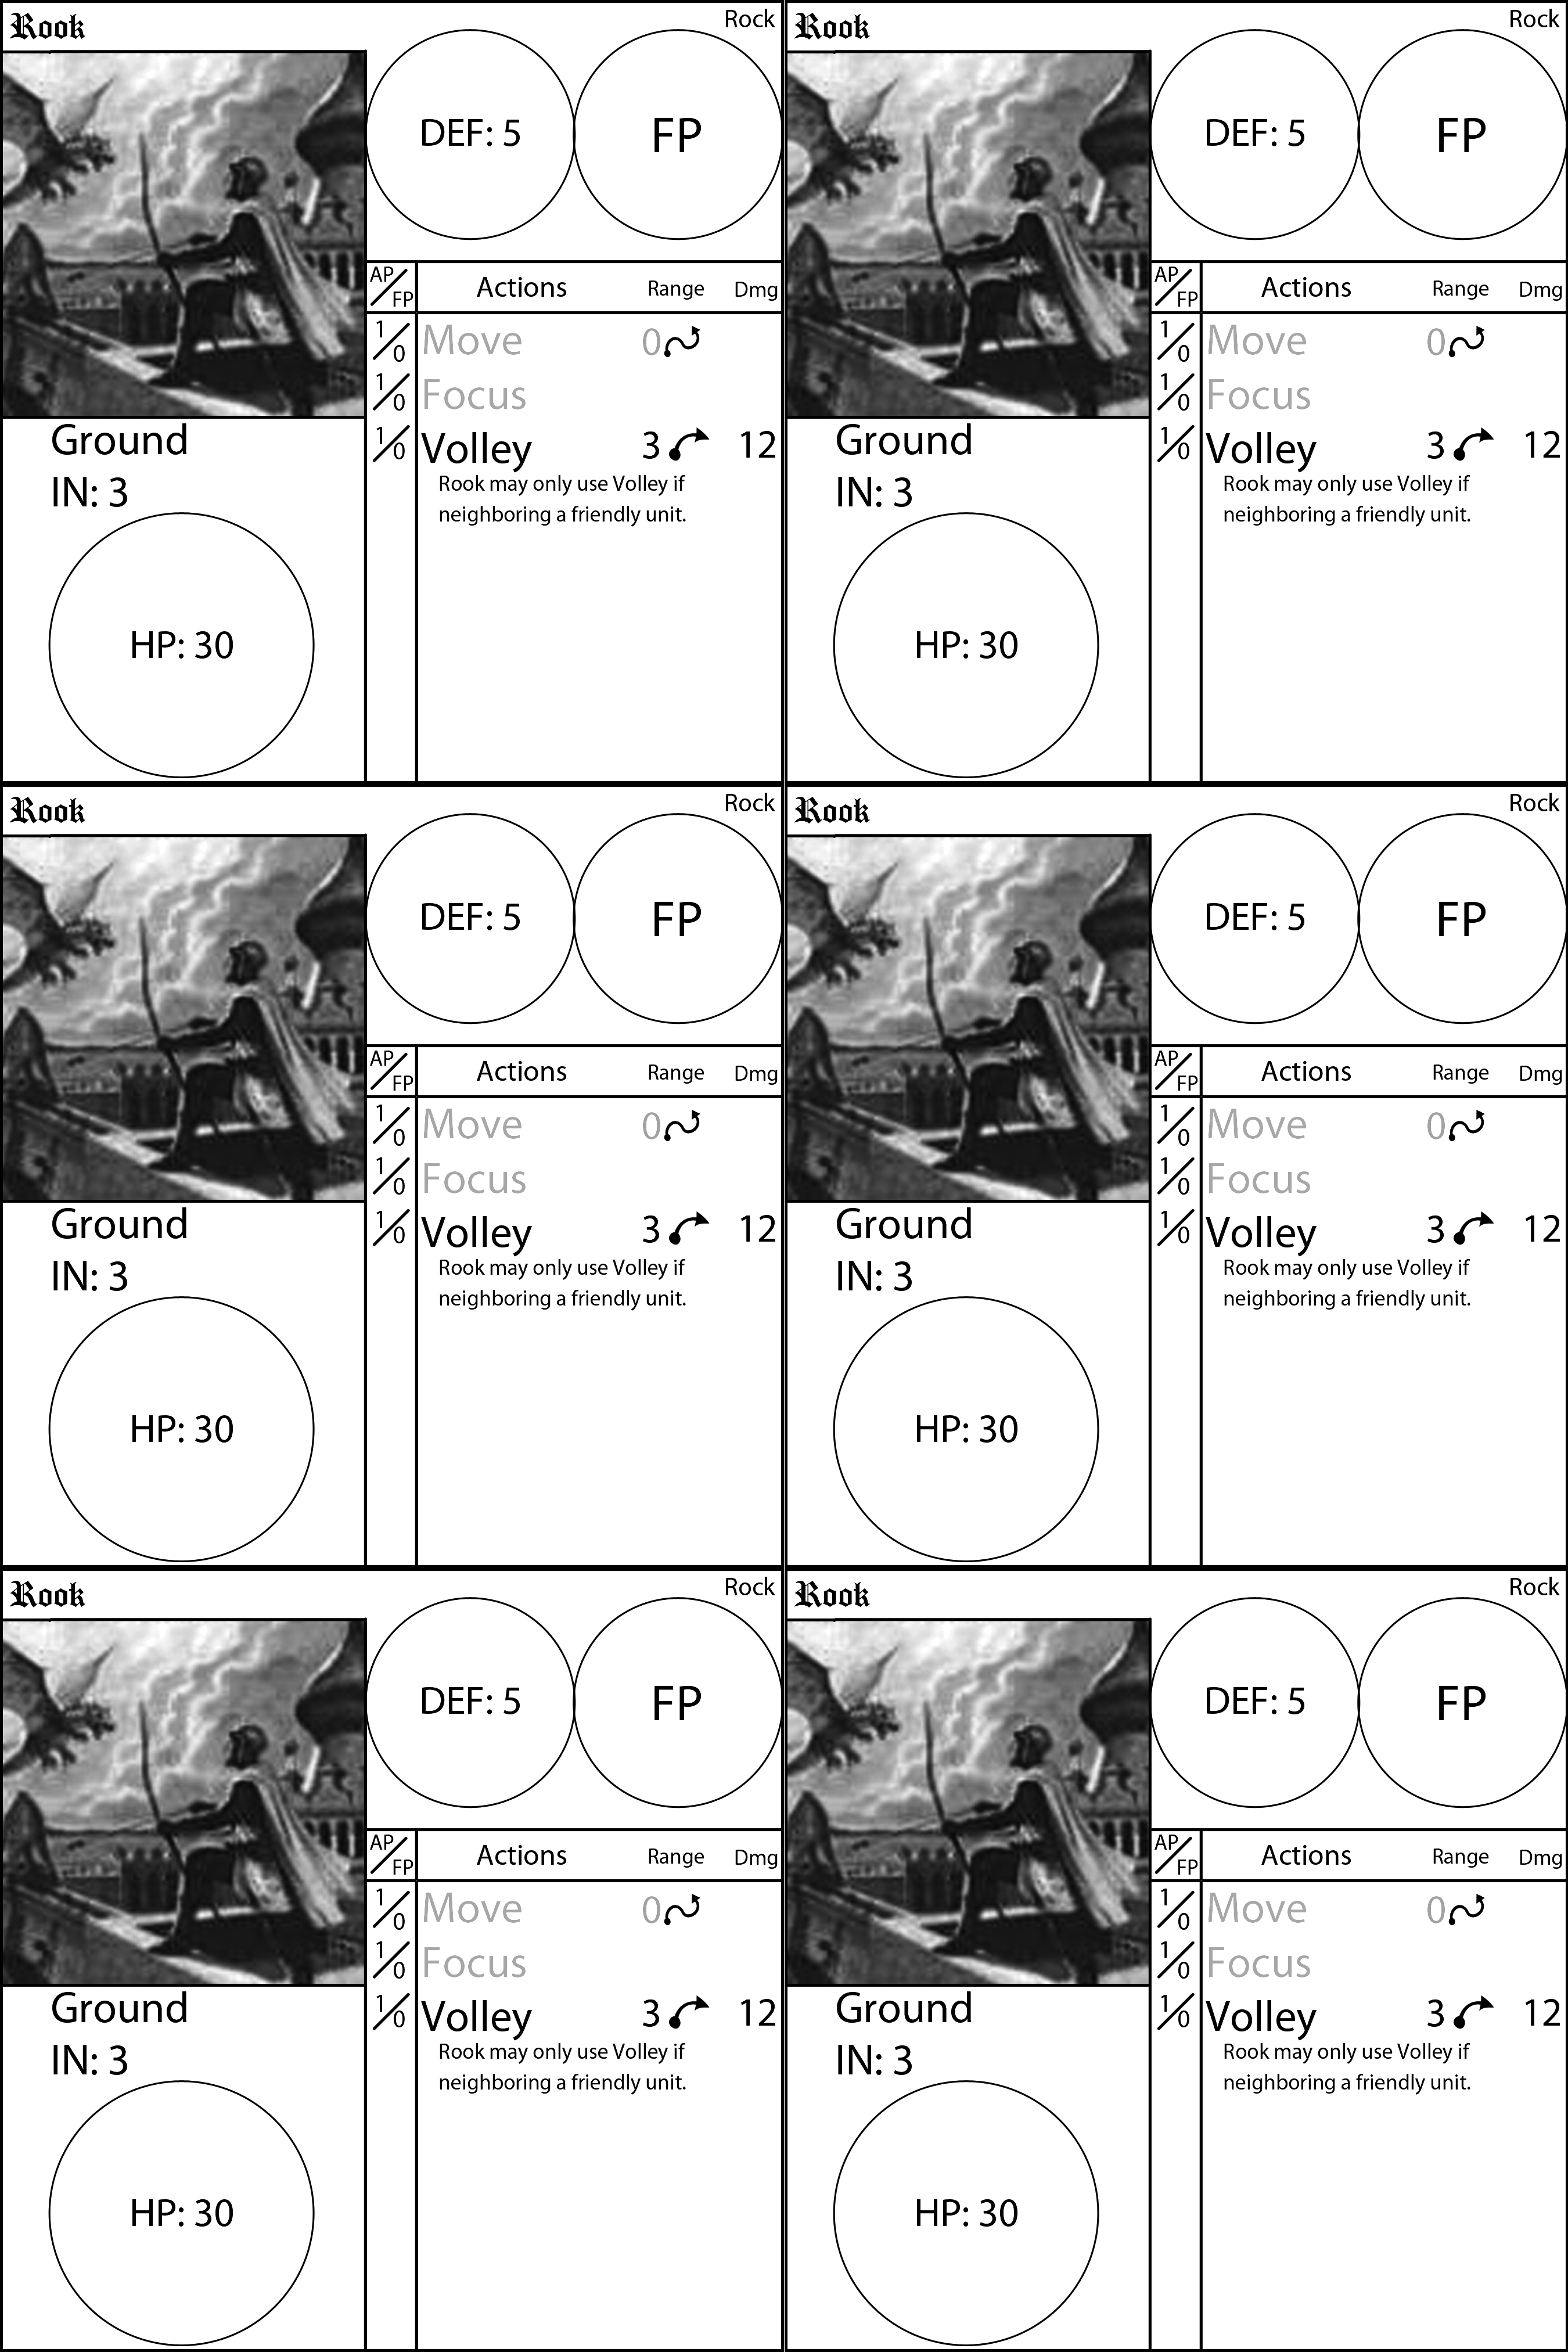 Rook
Rock
DEF: 5
FP
AP/FP Actions Range Dmg
1/0 Move 0
1/0 Focus
1/0 Volley 3 12
Rook may only use Volley if
neighboring a friendly unit.
Ground
IN: 3
HP: 30
Rook
Rock
DEF: 5
FP
AP/FP Actions Range Dmg
1/0 Move 0
1/0 Focus
1/0 Volley 3 12
Rook may only use Volley if
neighboring a friendly unit.
Ground
IN: 3
HP: 30
Rook
Rock
DEF: 5
FP
AP/FP Actions Range Dmg
1/0 Move 0
1/0 Focus
1/0 Volley 3 12
Rook may only use Volley if
neighboring a friendly unit.
Ground
IN: 3
HP: 30
Rook
Rock
DEF: 5
FP
AP/FP Actions Range Dmg
1/0 Move 0
1/0 Focus
1/0 Volley 3 12
Rook may only use Volley if
neighboring a friendly unit.
Ground
IN: 3
HP: 30
Rook
Rock
DEF: 5
FP
AP/FP Actions Range Dmg
1/0 Move 0
1/0 Focus
1/0 Volley 3 12
Rook may only use Volley if
neighboring a friendly unit.
Ground
IN: 3
HP: 30
Rook
Rock
DEF: 5
FP
AP/FP Actions Range Dmg
1/0 Move 0
1/0 Focus
1/0 Volley 3 12
Rook may only use Volley if
neighboring a friendly unit.
Ground
IN: 3
HP: 30